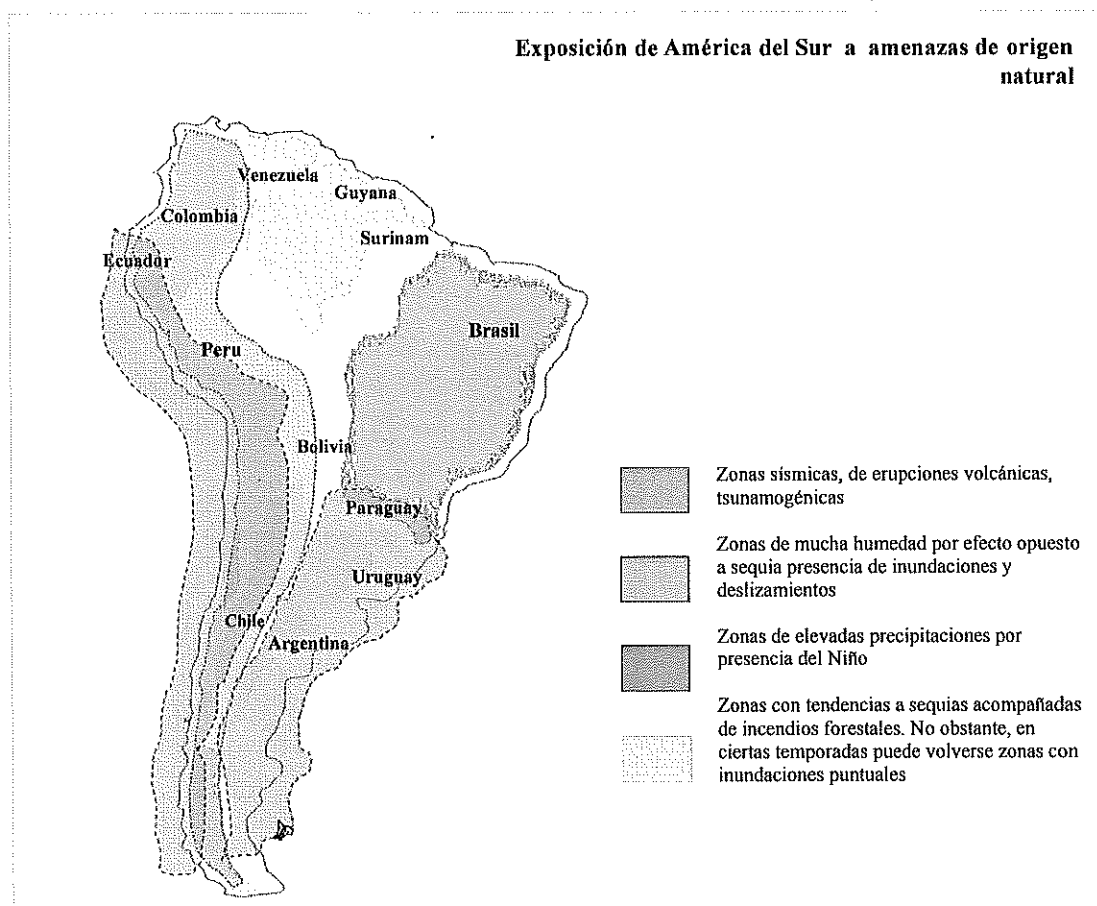 Exposición de América del Sur a amenazas de origen
natural
Venezuela
Guyana
Surinam
Colombia
Ecuador
Brasil
Peru
Bolivia
Paraguay
Uruguay
Chile
Argentina
Zonas sísmicas, de erupciones volcánicas,
tsunamogénicas
Zonas de mucha humedad por efecto opuesto
a sequia presencia de inundaciones y
deslizamientos
Zonas de elevadas precipitaciones por
presencia del Niño
Zonas con tendencias a sequias acompañadas
de incendios forestales. No obstante, en
ciertas temporadas puede volverse zonas con
inundaciones puntuales